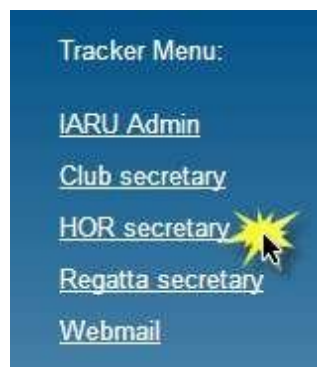 Tracker Menu:
IARU Admin
Club secretary
HOR secretary
Regatta secretary
Webmail